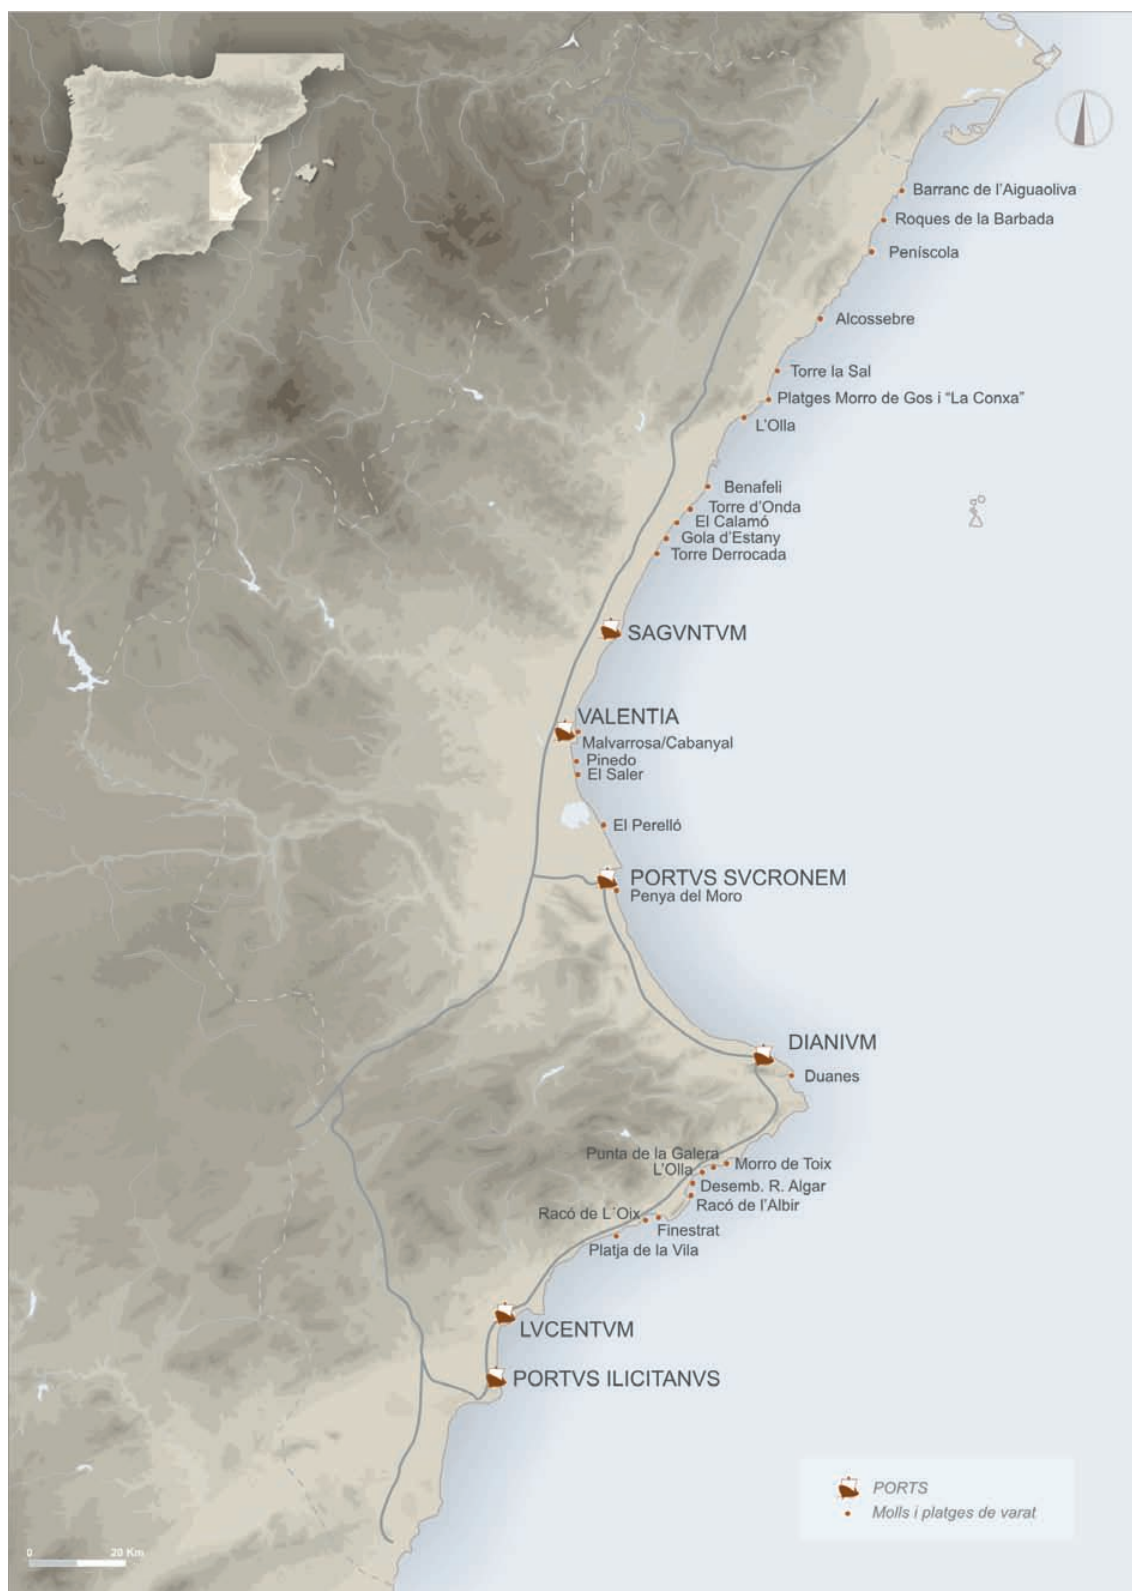 Barranc de l’Aiguaoliva
Roques de la Barbada
Peníscola
Alcossebre
Torre la Sal
Platges Morro de Gos i “La Conxa”
L’Olla
Benafeli
Torre d’Onda
El Calamó
Gola d’Estany
Torre Derrocada
SAGVNTVM
VALENTIA
Malvarrosa/Cabanyal
Pinedo
El Saler
El Perelló
PORTVS SVCRONEM
Penya del Moro
DIANIVM
Duanes
Punta de la Galera
Morro de Toix
L’Olla
Desemb. R. Algar
Racó de l’Albir
Racó de L´Oix
Finestrat
Platja de la Vila
LVCENTVM
PORTVS ILICITANVS
PORTS
Molls i platges de varat
0 20 Km